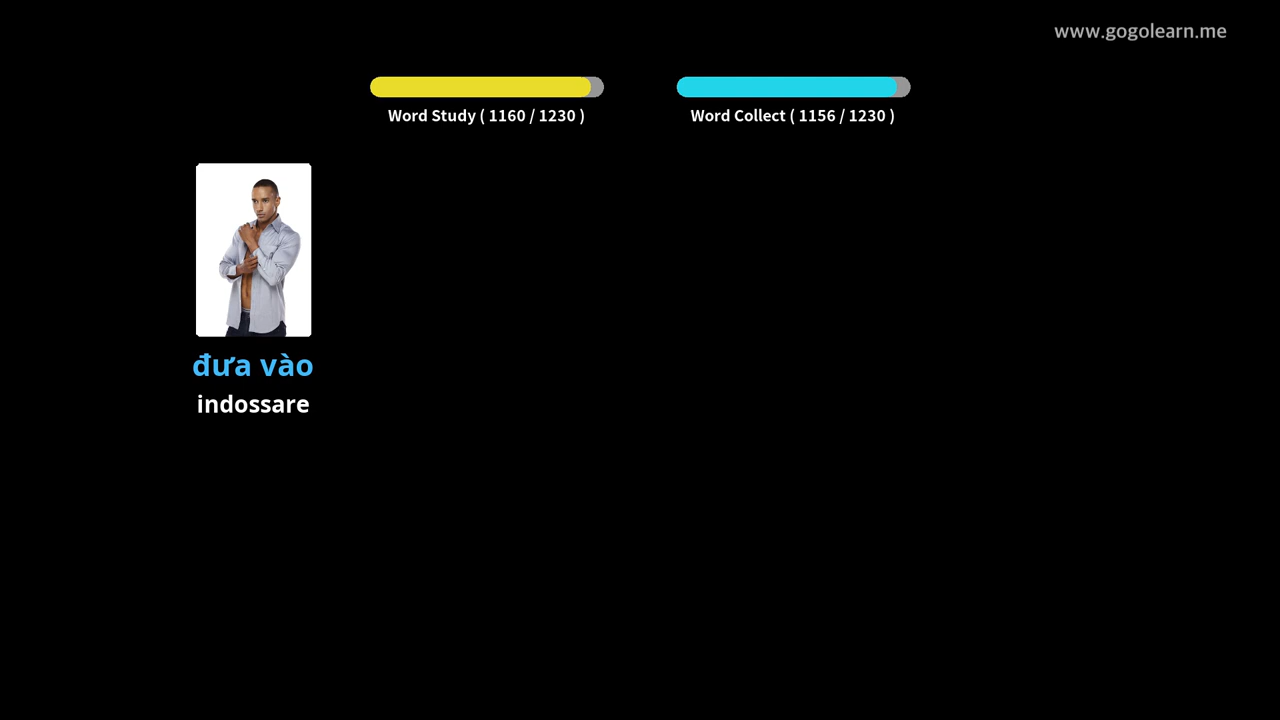 www.gogolearn.me
Word Study ( 1160 / 1230 )
Word Collect ( 1156 / 1230 )
đưa vào
indossare